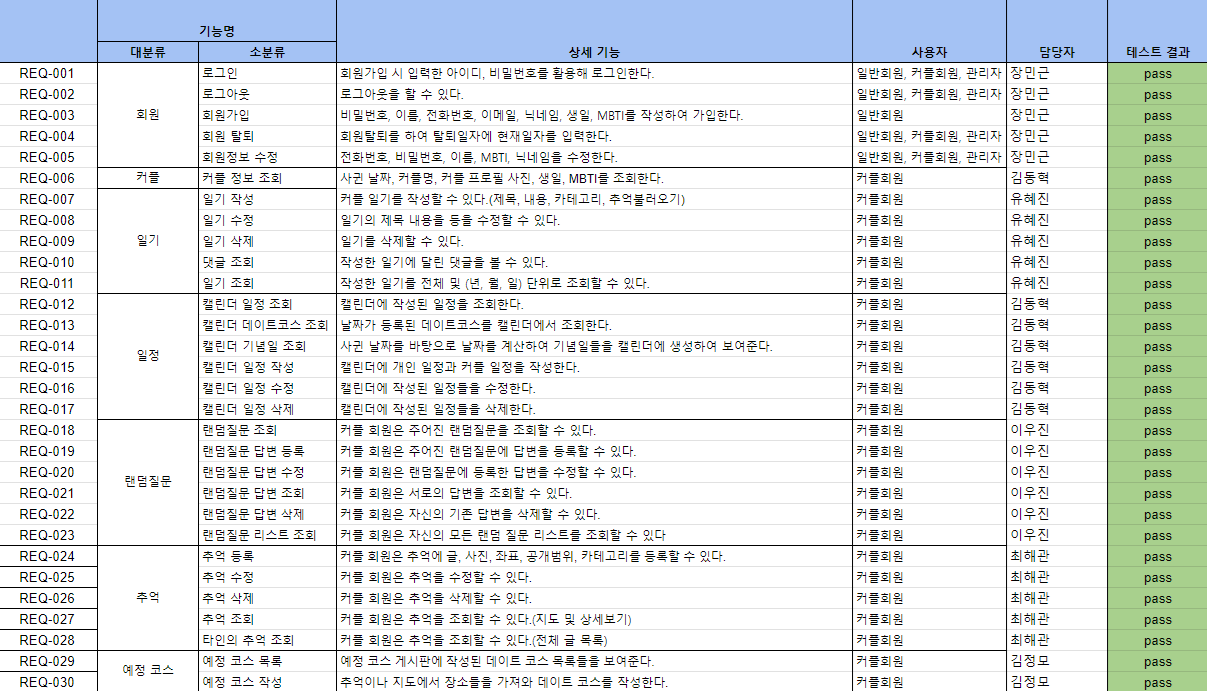 기능명
대분류 소분류 상세 기능 사용자 담당자 테스트 결과
REQ-001 로그인 회원가입 시 입력한 아이디, 비밀번호를 활용해 로그인한다. 일반회원, 커플회원, 관리자 장민근 pass
REQ-002 로그아웃 로그아웃을 할 수 있다. 일반회원, 커플회원, 관리자 장민근 pass
REQ-003 회원 회원가입 비밀번호, 이름, 전화번호, 이메일, 닉네임, 생일, MBTI를 작성하여 가입한다. 일반회원 장민근 pass
REQ-004 회원 탈퇴 회원탈퇴를 하여 탈퇴일자에 현재일자를 입력한다. 일반회원, 커플회원, 관리자 장민근 pass
REQ-005 회원정보 수정 전화번호, 비밀번호, 이름, MBTI, 닉네임을 수정한다. 일반회원, 커플회원, 관리자 장민근 pass
REQ-006 커플 커플 정보 조회 사귄 날짜, 커플명, 커플 프로필 사진, 생일, MBTI를 조회한다. 커플회원 김동혁 pass
REQ-007 일기 작성 커플 일기를 작성할 수 있다.(제목, 내용, 카테고리, 추억불러오기) 커플회원 유혜진 pass
REQ-008 일기 수정 일기의 제목 내용을 등을 수정할 수 있다. 커플회원 유혜진 pass
REQ-009 일기 일기 삭제 일기를 삭제할 수 있다. 커플회원 유혜진 pass
REQ-010 댓글 조회 작성한 일기에 달린 댓글을 볼 수 있다. 커플회원 유혜진 pass
REQ-011 일기 조회 작성한 일기를 전체 및 (년, 월, 일) 단위로 조회할 수 있다. 커플회원 유혜진 pass
REQ-012 캘린더 일정 조회 캘린더에 작성된 일정을 조회한다. 커플회원 김동혁 pass
REQ-013 캘린더 데이트코스 조회 날짜가 등록된 데이트코스를 캘린더에서 조회한다. 커플회원 김동혁 pass
REQ-014 일정 캘린더 기념일 조회 사귄 날짜를 바탕으로 날짜를 계산하여 기념일들을 캘린더에 생성하여 보여준다. 커플회원 김동혁 pass
REQ-015 캘린더 일정 작성 캘린더에 개인 일정과 커플 일정을 작성한다. 커플회원 김동혁 pass
REQ-016 캘린더 일정 수정 캘린더에 작성된 일정들을 수정한다. 커플회원 김동혁 pass
REQ-017 캘린더 일정 삭제 캘린더에 작성된 일정들을 삭제한다. 커플회원 김동혁 pass
REQ-018 랜덤질문 조회 커플 회원은 주어진 랜덤질문을 조회할 수 있다. 커플회원 이우진 pass
REQ-019 랜덤질문 답변 등록 커플 회원은 주어진 랜덤질문에 답변을 등록할 수 있다. 커플회원 이우진 pass
REQ-020 랜덤질문 랜덤질문 답변 수정 커플 회원은 랜덤질문에 등록한 답변을 수정할 수 있다. 커플회원 이우진 pass
REQ-021 랜덤질문 답변 조회 커플 회원은 서로의 답변을 조회할 수 있다. 커플회원 이우진 pass
REQ-022 랜덤질문 답변 삭제 커플 회원은 자신의 기존 답변을 삭제할 수 있다. 커플회원 이우진 pass
REQ-023 랜덤질문 리스트 조회 커플 회원은 자신의 모든 랜덤 질문 리스트를 조회할 수 있다 커플회원 이우진 pass
REQ-024 추억 등록 커플 회원은 추억에 글, 사진, 좌표, 공개범위, 카테고리를 등록할 수 있다. 커플회원 최해관 pass
REQ-025 추억 수정 커플 회원은 추억을 수정할 수 있다. 커플회원 최해관 pass
REQ-026 추억 추억 삭제 커플 회원은 추억을 삭제할 수 있다. 커플회원 최해관 pass
REQ-027 추억 조회 커플 회원은 추억을 조회할 수 있다.(지도 및 상세보기) 커플회원 최해관 pass
REQ-028 타인의 추억 조회 커플 회원은 추억을 조회할 수 있다.(전체 글 목록) 커플회원 최해관 pass
REQ-029 예정 코스 예정 코스 목록 예정 코스 게시판에 작성된 데이트 코스 목록들을 보여준다. 커플회원 김정모 pass
REQ-030 예정 코스 작성 추억이나 지도에서 장소들을 가져와 데이트 코스를 작성한다. 커플회원 김정모 pass